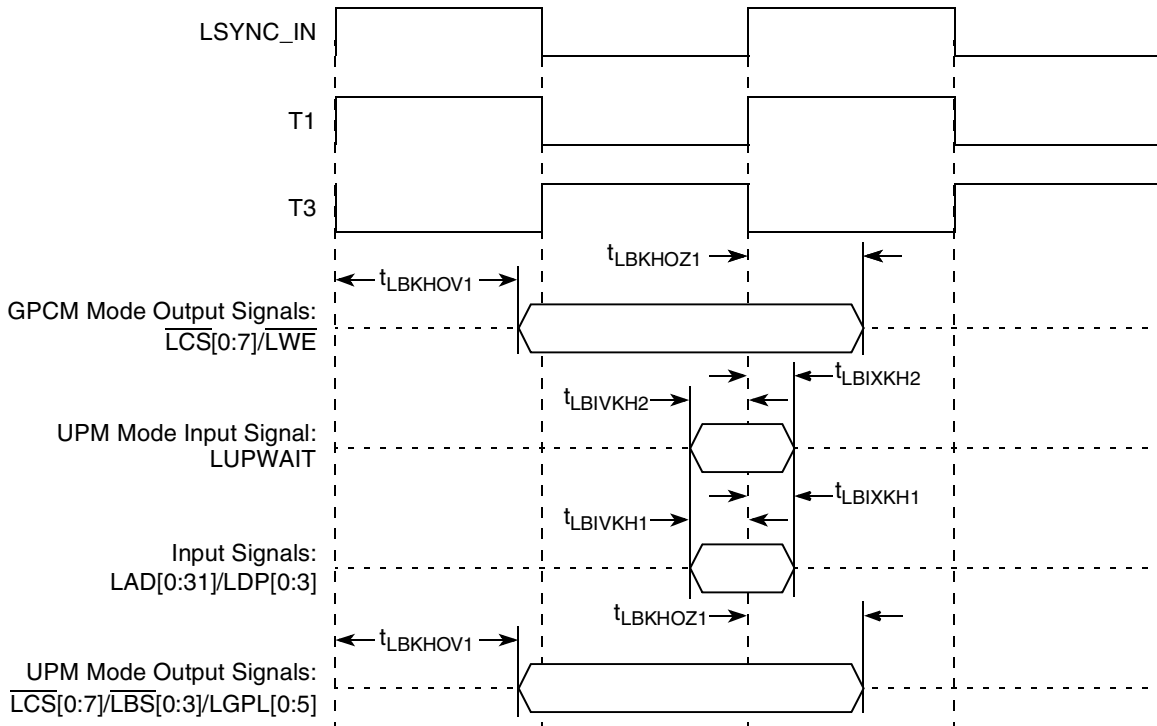 LSYNC_IN
T1
T3
tLBKHOZ1
tLBKHOV1
GPCM Mode Output Signals:
LCS[0:7]/LWE
tLBIXKH2
tLBIVKH2
UPM Mode Input Signal:
LUPWAIT
tLBIXKH1
tLBIVKH1
Input Signals:
LAD[0:31]/LDP[0:3]
tLBKHOZ1
tLBKHOV1
UPM Mode Output Signals:
LCS[0:7]/LBS[0:3]/LGPL[0:5]